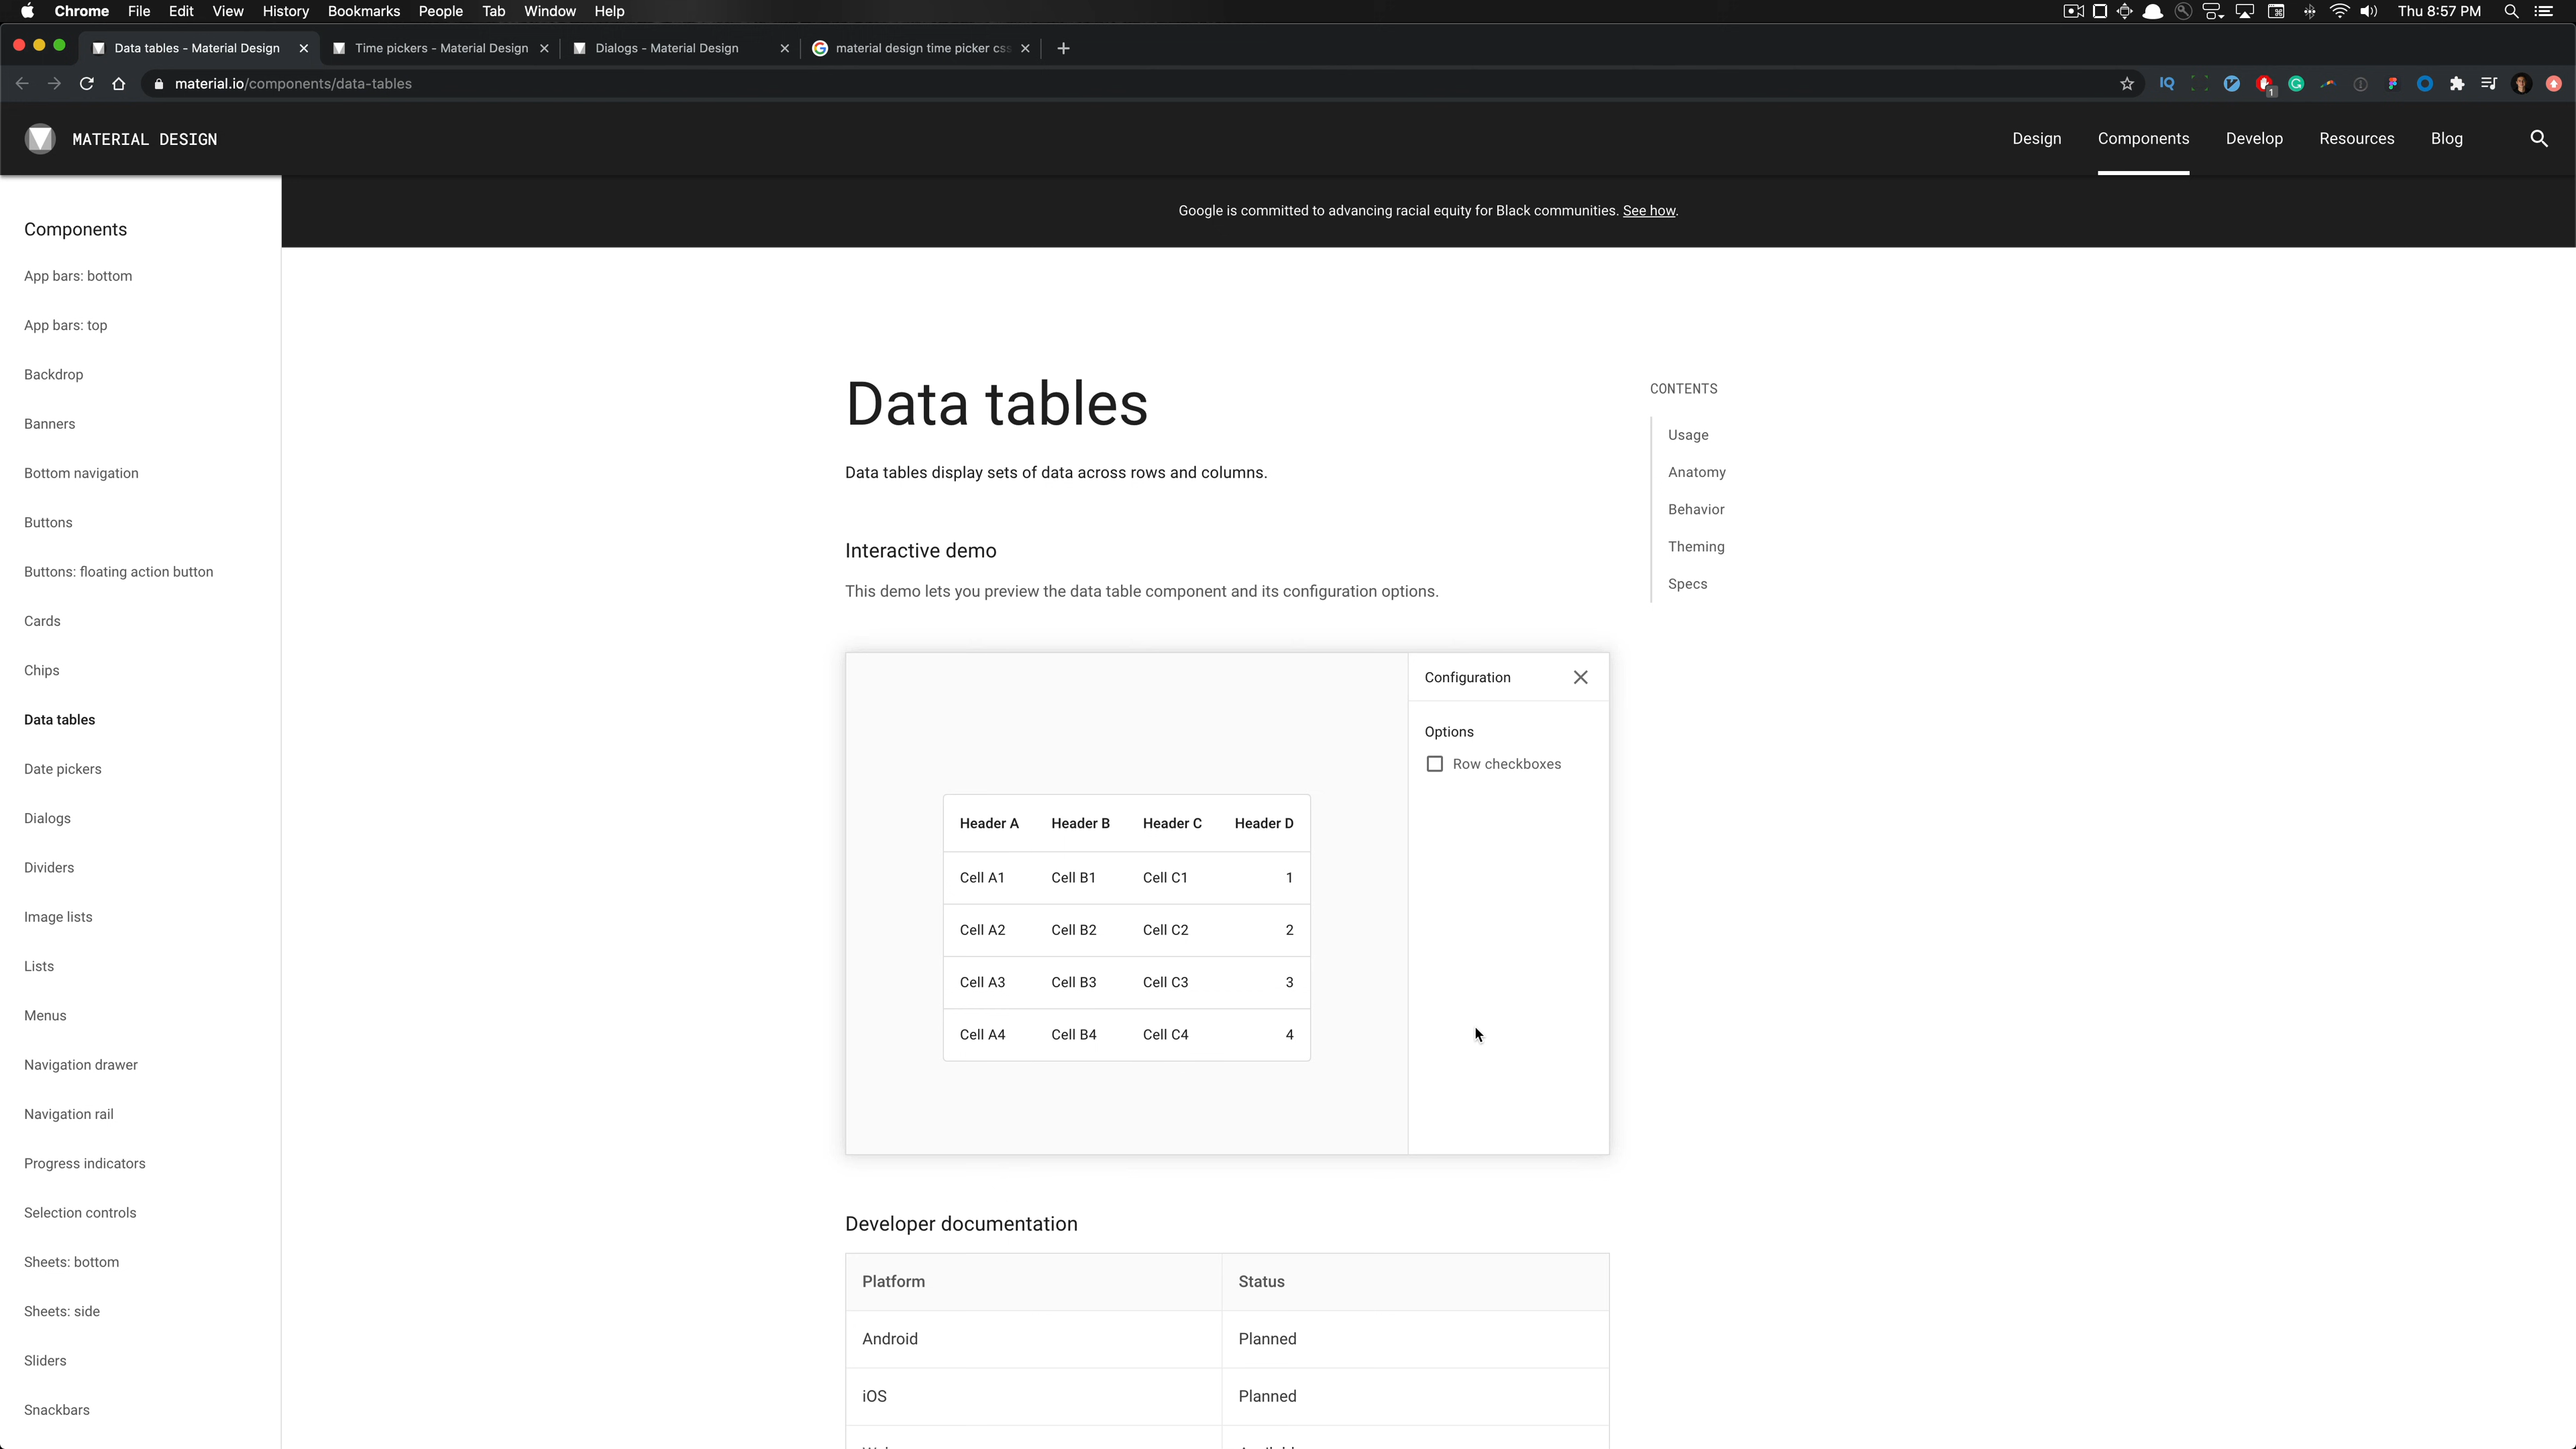 Chrome File Edit View History Bookmarks People Tab Window Help Thu 8:57 PM
Data tables - Material Design Time pickers - Material Design Dialogs - Material Design material design time picker css
material.io/components/data-tables IQ 1
MATERIAL DESIGN Design Components Develop Resources Blog
Google is committed to advancing racial equity for Black communities. See how.
Components
App bars: bottom
App bars: top
Backdrop
Banners
Bottom navigation
Buttons
Buttons: floating action button
Cards
Chips
Data tables
Date pickers
Dialogs
Dividers
Image lists
Lists
Menus
Navigation drawer
Navigation rail
Progress indicators
Selection controls
Sheets: bottom
Sheets: side
Sliders
Snackbars
Data tables
Data tables display sets of data across rows and columns.
Interactive demo
This demo lets you preview the data table component and its configuration options.
Header A Header B Header C Header D
Cell A1 Cell B1 Cell C1 1
Cell A2 Cell B2 Cell C2 2
Cell A3 Cell B3 Cell C3 3
Cell A4 Cell B4 Cell C4 4
Configuration
Options
Row checkboxes
Developer documentation
Platform Status
Android Planned
iOS Planned
CONTENTS
Usage
Anatomy
Behavior
Theming
Specs